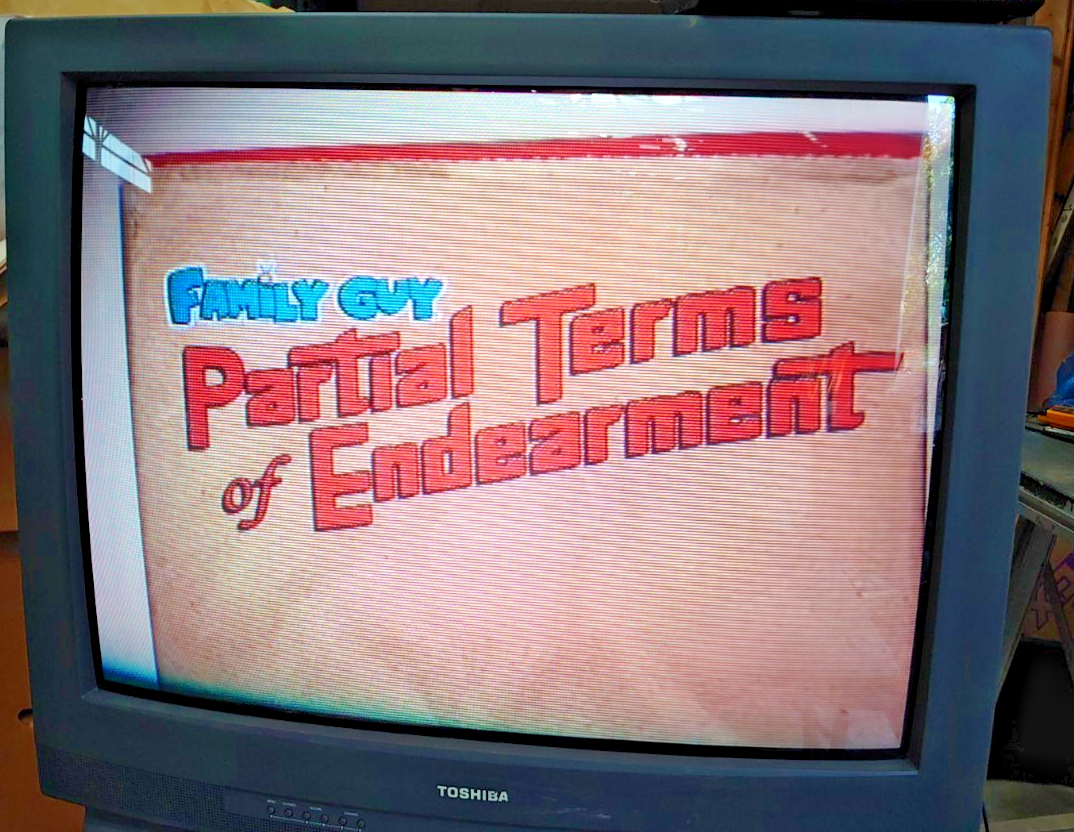 FAMILY GUY
Partial Terms
of Endearment
TOSHIBA